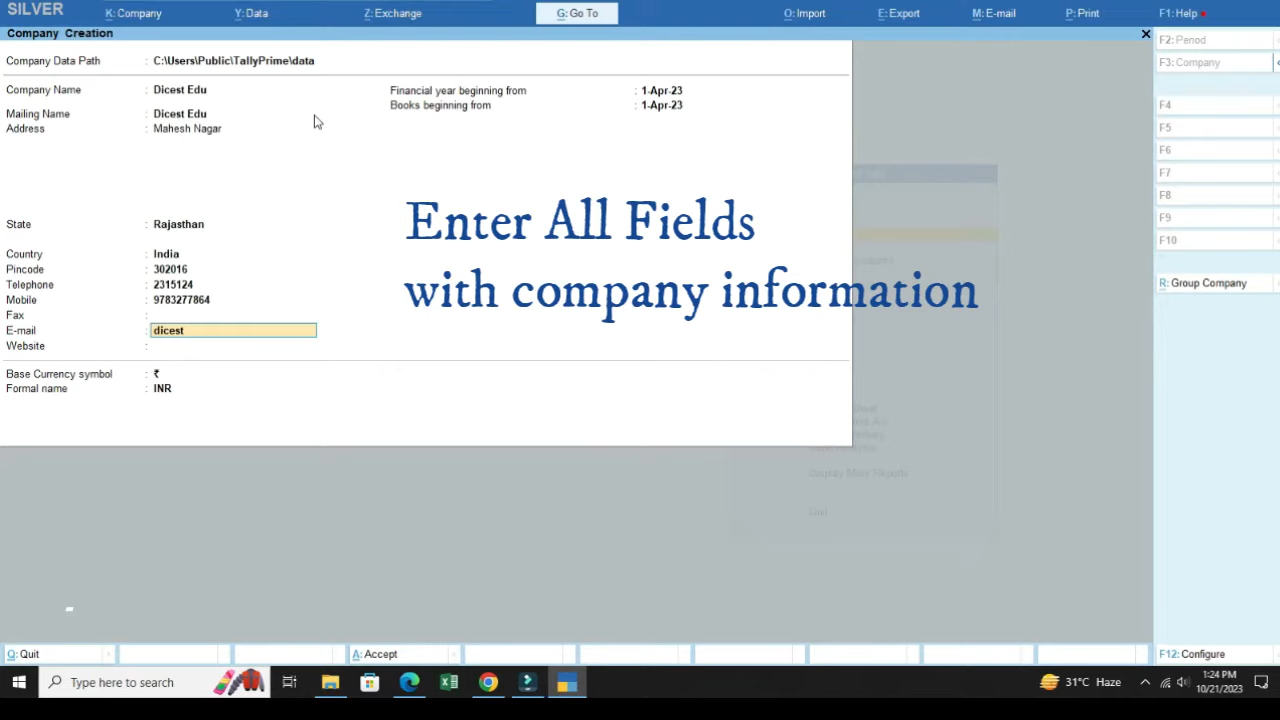 SILVER
K: Company
Y: Data
Z: Exchange
G: Go To
O: Import
E: Export
M: E-mail
P: Print
F1: Help
Company Creation
F2: Period
F3: Company
Company Data Path : C:\Users\Public\TallyPrime\data
Company Name : Dicest Edu
Financial year beginning from : 1-Apr-23
Books beginning from : 1-Apr-23
Mailing Name : Dicest Edu
Address : Mahesh Nagar
F4
F5
F6
F7
F8
F9
F10
Enter All Fields
with company information
State : Rajasthan
Country : India
Pincode : 302016
Telephone : 2315124
Mobile : 9783277864
Fax :
E-mail : dicest
Website :
R: Group Company
Base Currency symbol : ₹
Formal name : INR
Display More Reports
Quit
Q: Quit
A: Accept
F12: Configure
Type here to search
31°C Haze
1:24 PM
10/21/2023